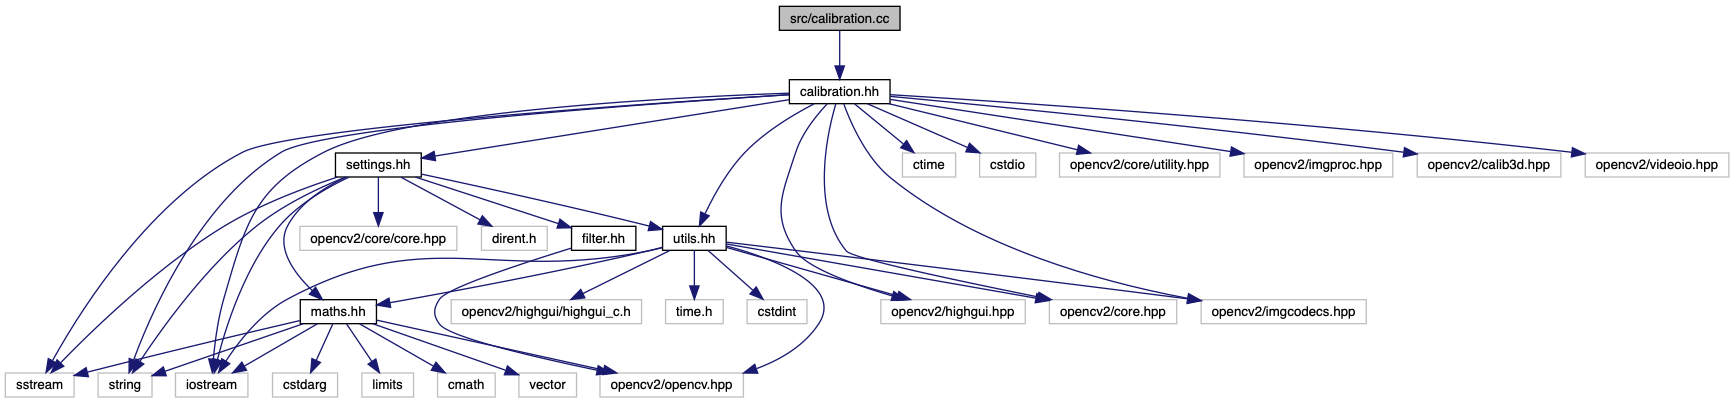 src/calibration.cc
calibration.hh
settings.hh
ctime
cstdio
opencv2/core/utility.hpp
opencv2/imgproc.hpp
opencv2/calib3d.hpp
opencv2/videoio.hpp
opencv2/core/core.hpp
dirent.h
filter.hh
utils.hh
maths.hh
opencv2/highgui/highgui_c.h
time.h
cstdint
opencv2/highgui.hpp
opencv2/core.hpp
opencv2/imgcodecs.hpp
sstream
string
iostream
cstdarg
limits
cmath
vector
opencv2/opencv.hpp